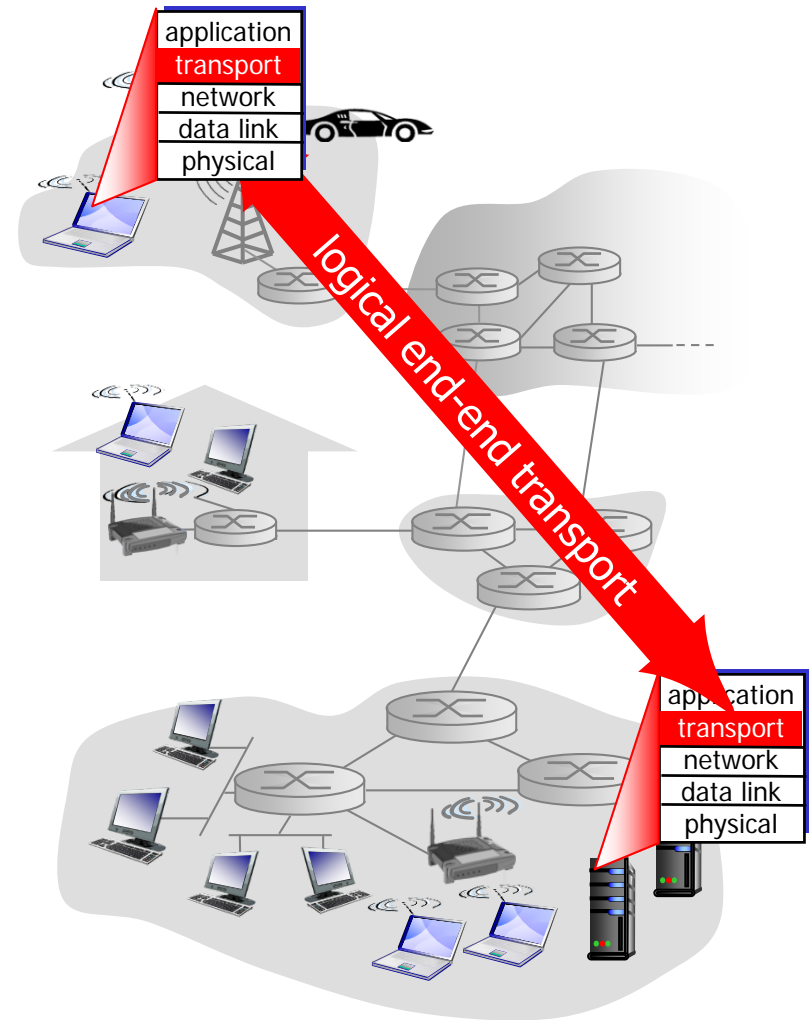 application
transport
network
data link
physical
logical end-end transport
application
transport
network
data link
physical